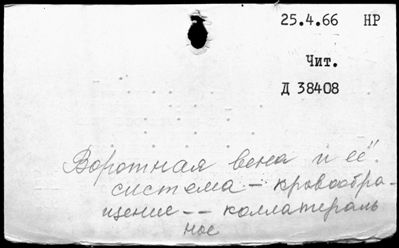 25.4.66 НР
Чит.
Д 38408
Воротная вена и её
система – кровообра-
щение -- коллатераль
ное